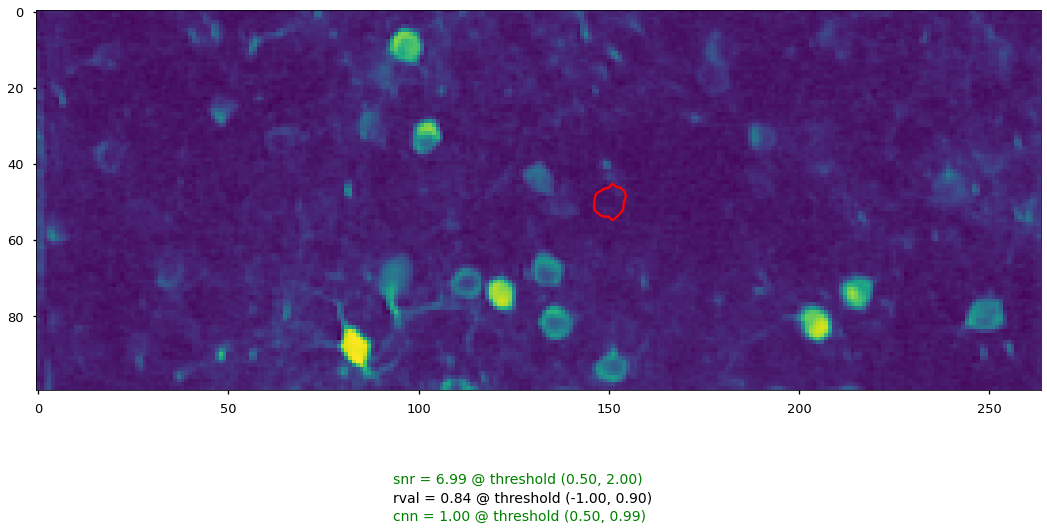 0
20
40
60
80
0 50 100 150 200 250
snr = 6.99 @ threshold (0.50, 2.00)
rval = 0.84 @ threshold (-1.00, 0.90)
cnn = 1.00 @ threshold (0.50, 0.99)